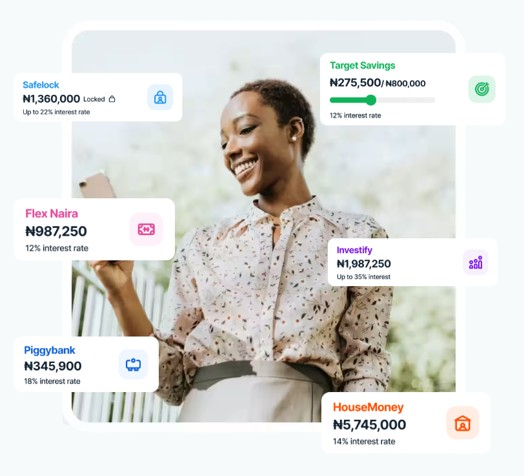 Safelock
₦1,360,000 Locked
Up to 22% interest rate
Target Savings
₦275,500/₦800,000
12% interest rate
Flex Naira
₦987,250
12% interest rate
Investify
₦1,987,250
Up to 35% interest
Piggybank
₦345,900
18% interest rate
HouseMoney
₦5,745,000
14% interest rate